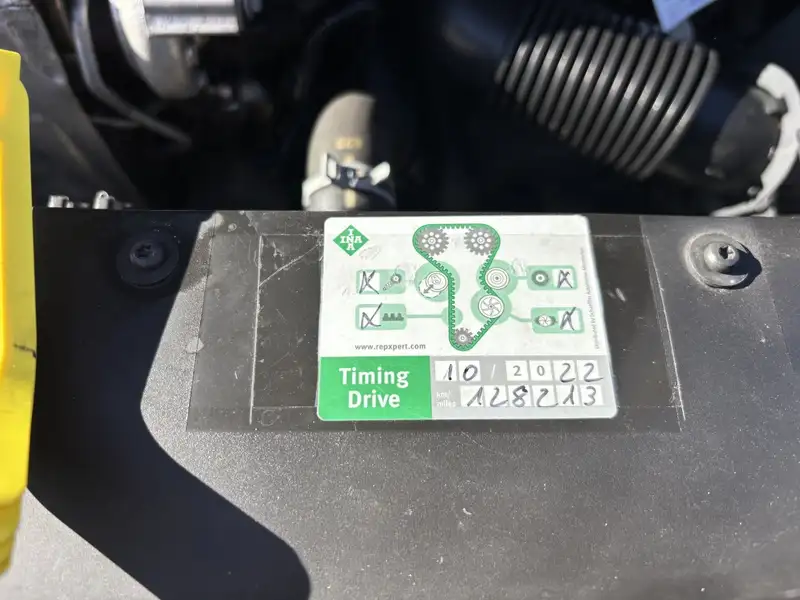 INA
X X
X X
www.repxpert.com
Timing
Drive
10 / 2022
km/
miles 128213